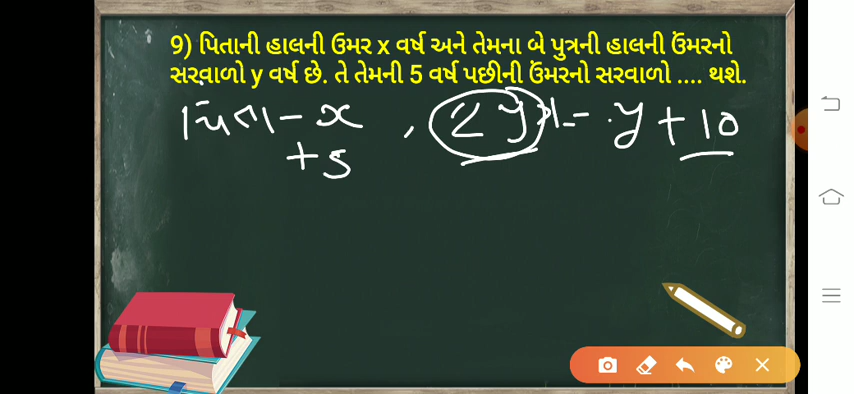 9) પિતાની હાલની ઉમર x વર્ષ અને તેમના બે પુત્રની હાલની ઉંમરનો
સરવાળો y વર્ષ છે. તે તેમની 5 વર્ષ પછીની ઉંમરનો સરવાળો .... થશે.
પિતા - x , 2 પુત્ર = y + 10
+5